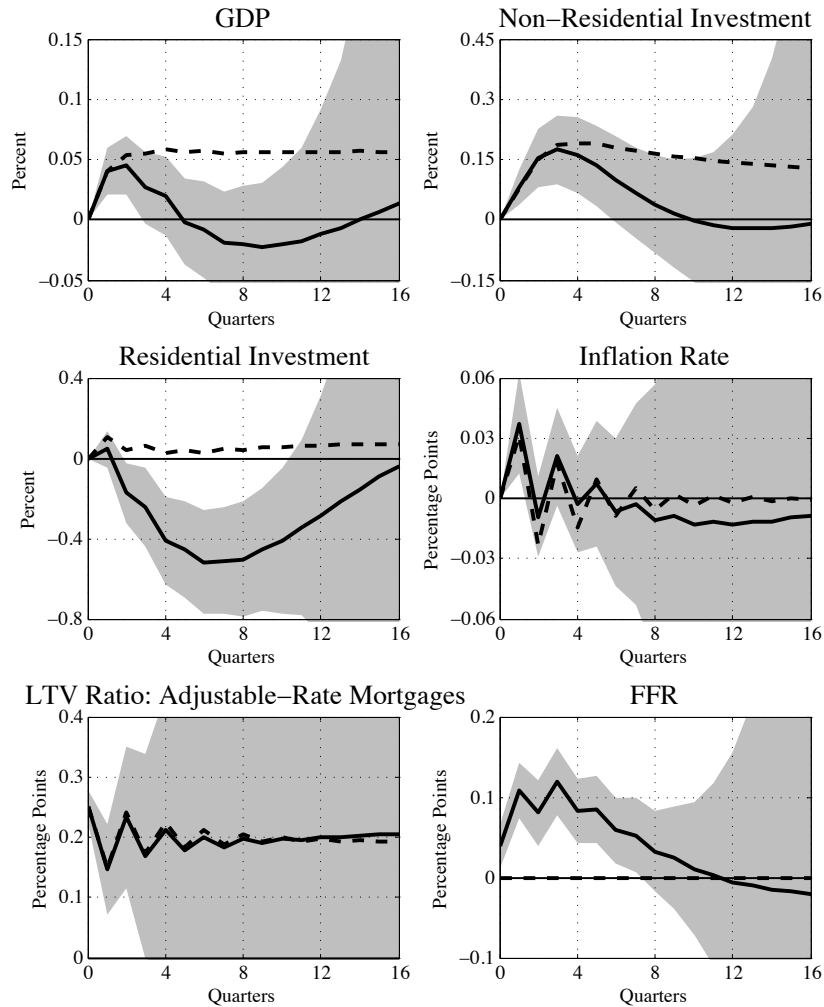 GDP
Percent
0.15
0.1
0.05
0
−0.05
0 4 8 12 16
Quarters
Non−Residential Investment
Percent
0.45
0.3
0.15
0
−0.15
0 4 8 12 16
Quarters
Residential Investment
Percent
0.4
0
−0.4
−0.8
0 4 8 12 16
Quarters
Inflation Rate
Percentage Points
0.06
0.03
0
−0.03
−0.06
0 4 8 12 16
Quarters
LTV Ratio: Adjustable−Rate Mortgages
Percentage Points
0.4
0.3
0.2
0.1
0
0 4 8 12 16
Quarters
FFR
Percentage Points
0.2
0.1
0
−0.1
0 4 8 12 16
Quarters